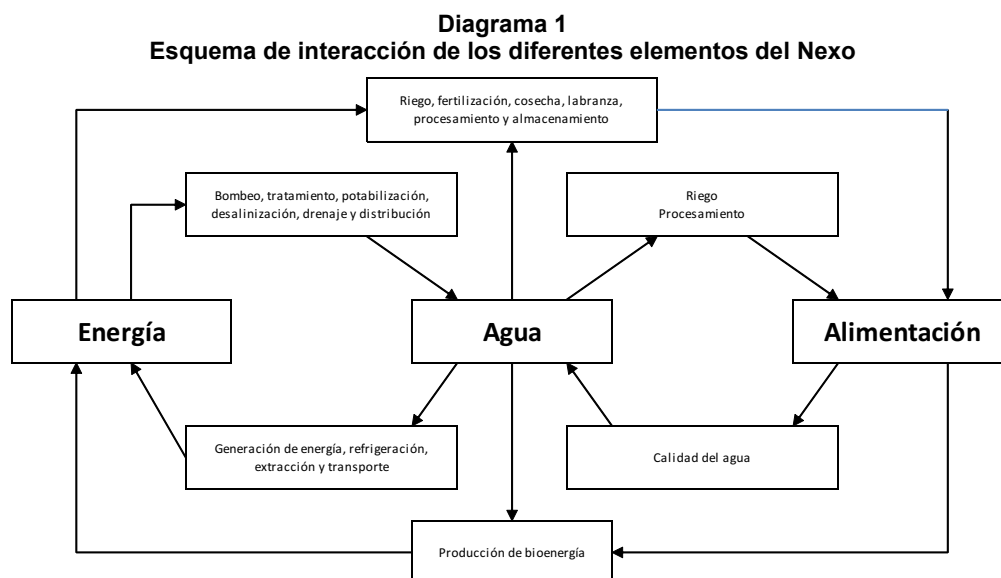 Diagrama 1
Esquema de interacción de los diferentes elementos del Nexo
Riego, fertilización, cosecha, labranza,
procesamiento y almacenamiento
Bombeo, tratamiento, potabilización,
desalinización, drenaje y distribución
Riego
Procesamiento
Energía
Agua
Alimentación
Generación de energía, refrigeración,
extracción y transporte
Calidad del agua
Producción de bioenergía